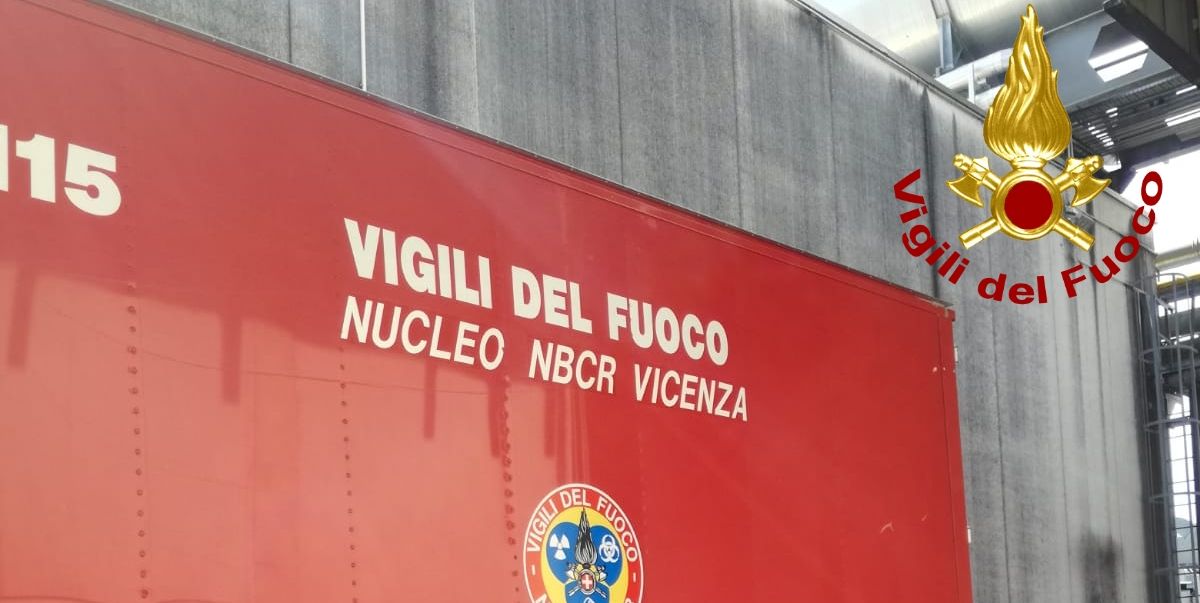 115
VIGILI DEL FUOCO
NUCLEO NBCR VICENZA
VIGILI DEL FUOCO
Vigili del Fuoco